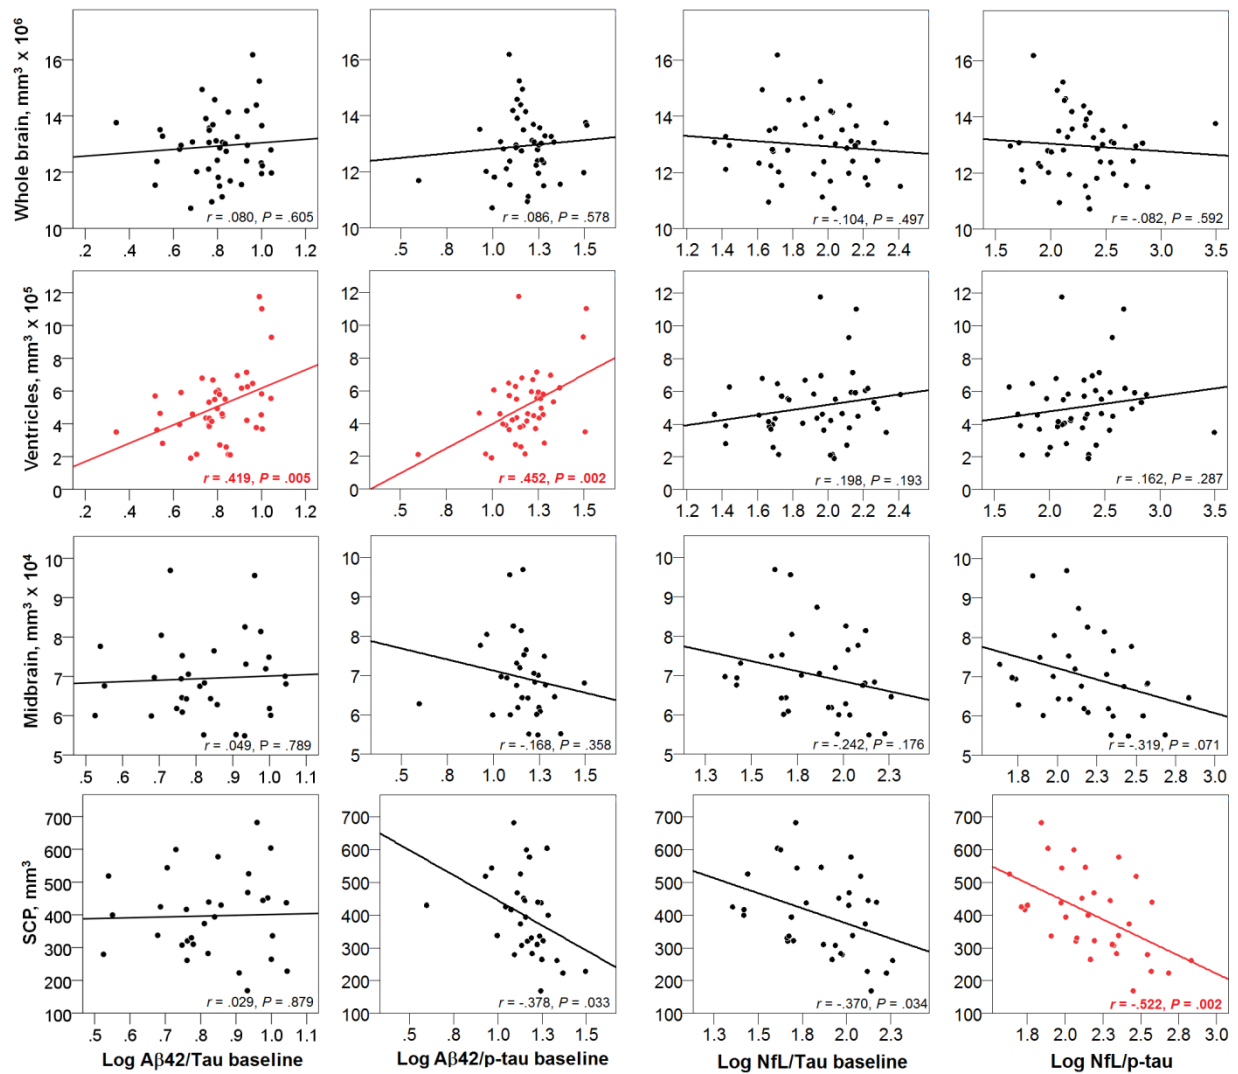 Whole brain, mm³ x 10⁶
16
14
12
10
r = .080, P = .605
.2 .4 .6 .8 1.0 1.2
16
14
12
10
r = .086, P = .578
.5 .8 1.0 1.3 1.5
16
14
12
10
r = -.104, P = .497
1.2 1.4 1.6 1.8 2.0 2.2 2.4
16
14
12
10
r = -.082, P = .592
1.5 2.0 2.5 3.0 3.5
Ventricles, mm³ x 10⁵
12
10
8
6
4
2
0
r = .419, P = .005
.2 .4 .6 .8 1.0 1.2
12
10
8
6
4
2
0
r = .452, P = .002
.5 .8 1.0 1.3 1.5
12
10
8
6
4
2
0
r = .198, P = .193
1.2 1.4 1.6 1.8 2.0 2.2 2.4
12
10
8
6
4
2
0
r = .162, P = .287
1.5 2.0 2.5 3.0 3.5
Midbrain, mm³ x 10⁴
10
9
8
7
6
5
r = .049, P = .789
.5 .6 .7 .8 .9 1.0 1.1
10
9
8
7
6
5
r = -.168, P = .358
.5 .8 1.0 1.3 1.5
10
9
8
7
6
5
r = -.242, P = .176
1.3 1.5 1.8 2.0 2.3
10
9
8
7
6
5
r = -.319, P = .071
1.8 2.0 2.3 2.5 2.8 3.0
SCP, mm³
700
600
500
400
300
200
100
r = .029, P = .879
.5 .6 .7 .8 .9 1.0 1.1
Log Aβ42/Tau baseline
700
600
500
400
300
200
100
r = -.378, P = .033
.5 .8 1.0 1.3 1.5
Log Aβ42/p-tau baseline
700
600
500
400
300
200
100
r = -.370, P = .034
1.3 1.5 1.8 2.0 2.3
Log NfL/Tau baseline
700
600
500
400
300
200
100
r = -.522, P = .002
1.8 2.0 2.3 2.5 2.8 3.0
Log NfL/p-tau